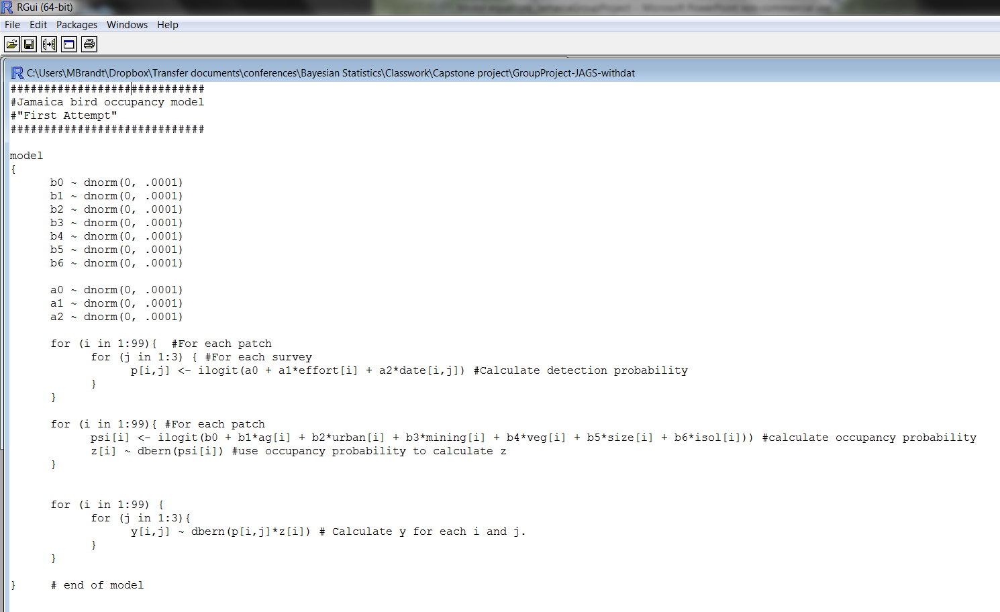 RGui (64-bit)
File Edit Packages Windows Help
C:\Users\MBrandt\Dropbox\Transfer documents\conferences\Bayesian Statistics\Classwork\Capstone project\GroupProject-JAGS-withdat
#############################
#Jamaica bird occupancy model
#"First Attempt"
#############################
model
{
b0 ~ dnorm(0, .0001)
b1 ~ dnorm(0, .0001)
b2 ~ dnorm(0, .0001)
b3 ~ dnorm(0, .0001)
b4 ~ dnorm(0, .0001)
b5 ~ dnorm(0, .0001)
b6 ~ dnorm(0, .0001)
a0 ~ dnorm(0, .0001)
a1 ~ dnorm(0, .0001)
a2 ~ dnorm(0, .0001)
for (i in 1:99){  #For each patch
for (j in 1:3) { #For each survey
p[i,j] <- ilogit(a0 + a1*effort[i] + a2*date[i,j]) #Calculate detection probability
}
}
for (i in 1:99){ #For each patch
psi[i] <- ilogit(b0 + b1*ag[i] + b2*urban[i] + b3*mining[i] + b4*veg[i] + b5*size[i] + b6*isol[i])) #calculate occupancy probability
z[i] ~ dbern(psi[i]) #use occupancy probability to calculate z
}
for (i in 1:99) {
for (j in 1:3){
y[i,j] ~ dbern(p[i,j]*z[i]) # Calculate y for each i and j.
}
}
} # end of model